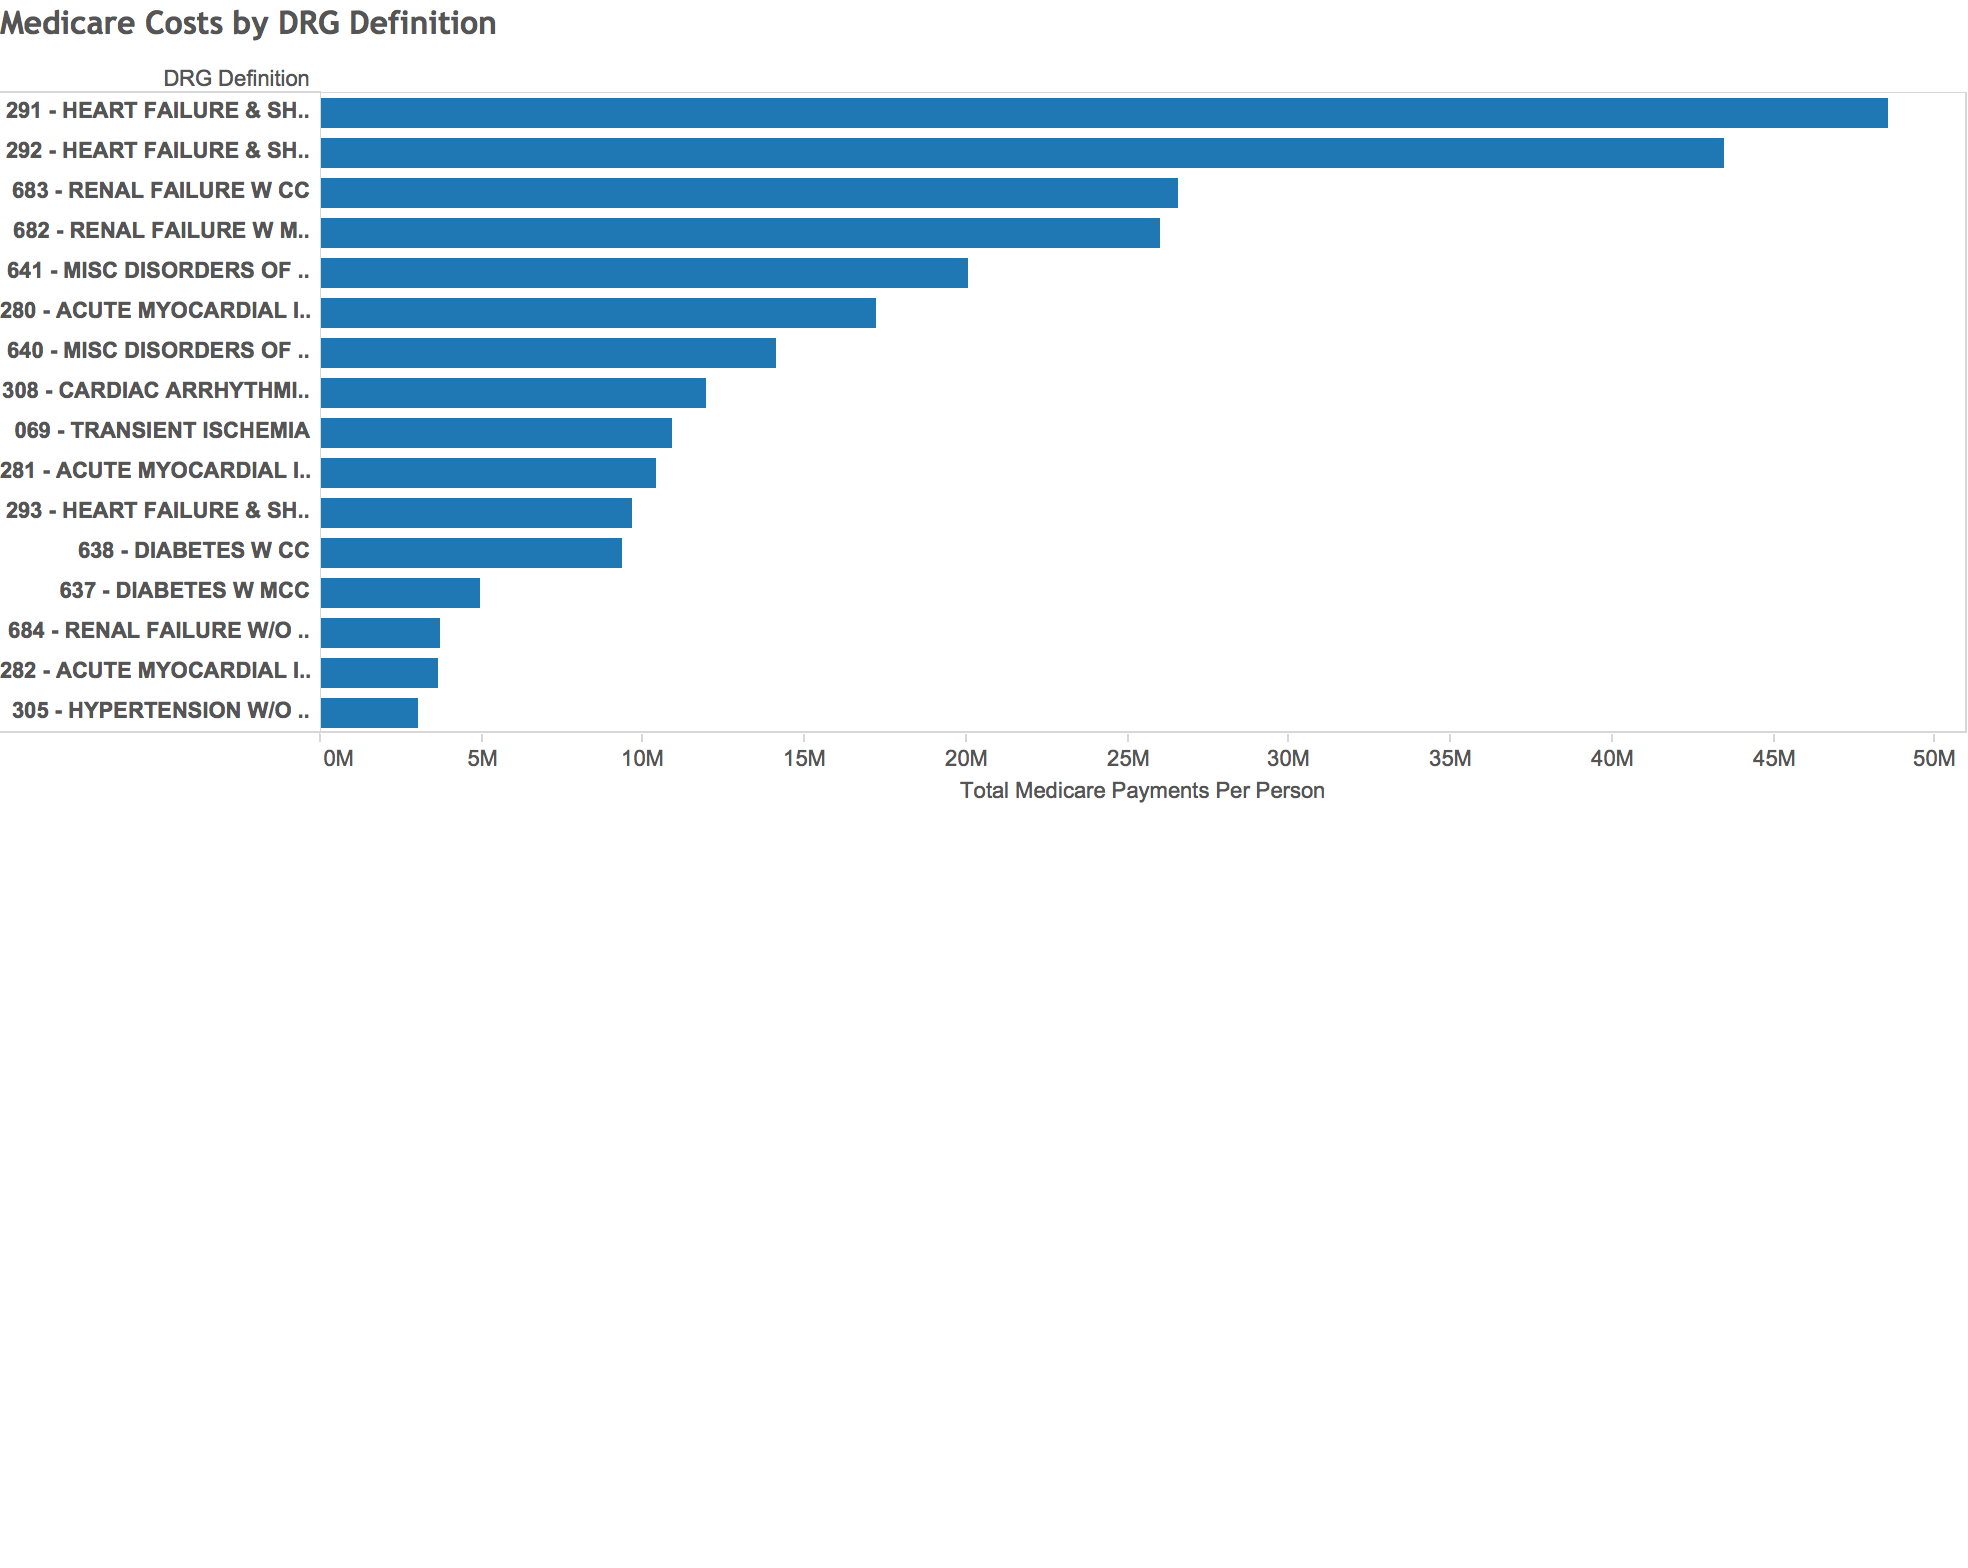 Medicare Costs by DRG Definition
DRG Definition
291 - HEART FAILURE & SH..
292 - HEART FAILURE & SH..
683 - RENAL FAILURE W CC
682 - RENAL FAILURE W M..
641 - MISC DISORDERS OF ..
280 - ACUTE MYOCARDIAL I..
640 - MISC DISORDERS OF ..
308 - CARDIAC ARRHYTHMI..
069 - TRANSIENT ISCHEMIA
281 - ACUTE MYOCARDIAL I..
293 - HEART FAILURE & SH..
638 - DIABETES W CC
637 - DIABETES W MCC
684 - RENAL FAILURE W/O ..
282 - ACUTE MYOCARDIAL I..
305 - HYPERTENSION W/O ..
0M 5M 10M 15M 20M 25M 30M 35M 40M 45M 50M
Total Medicare Payments Per Person